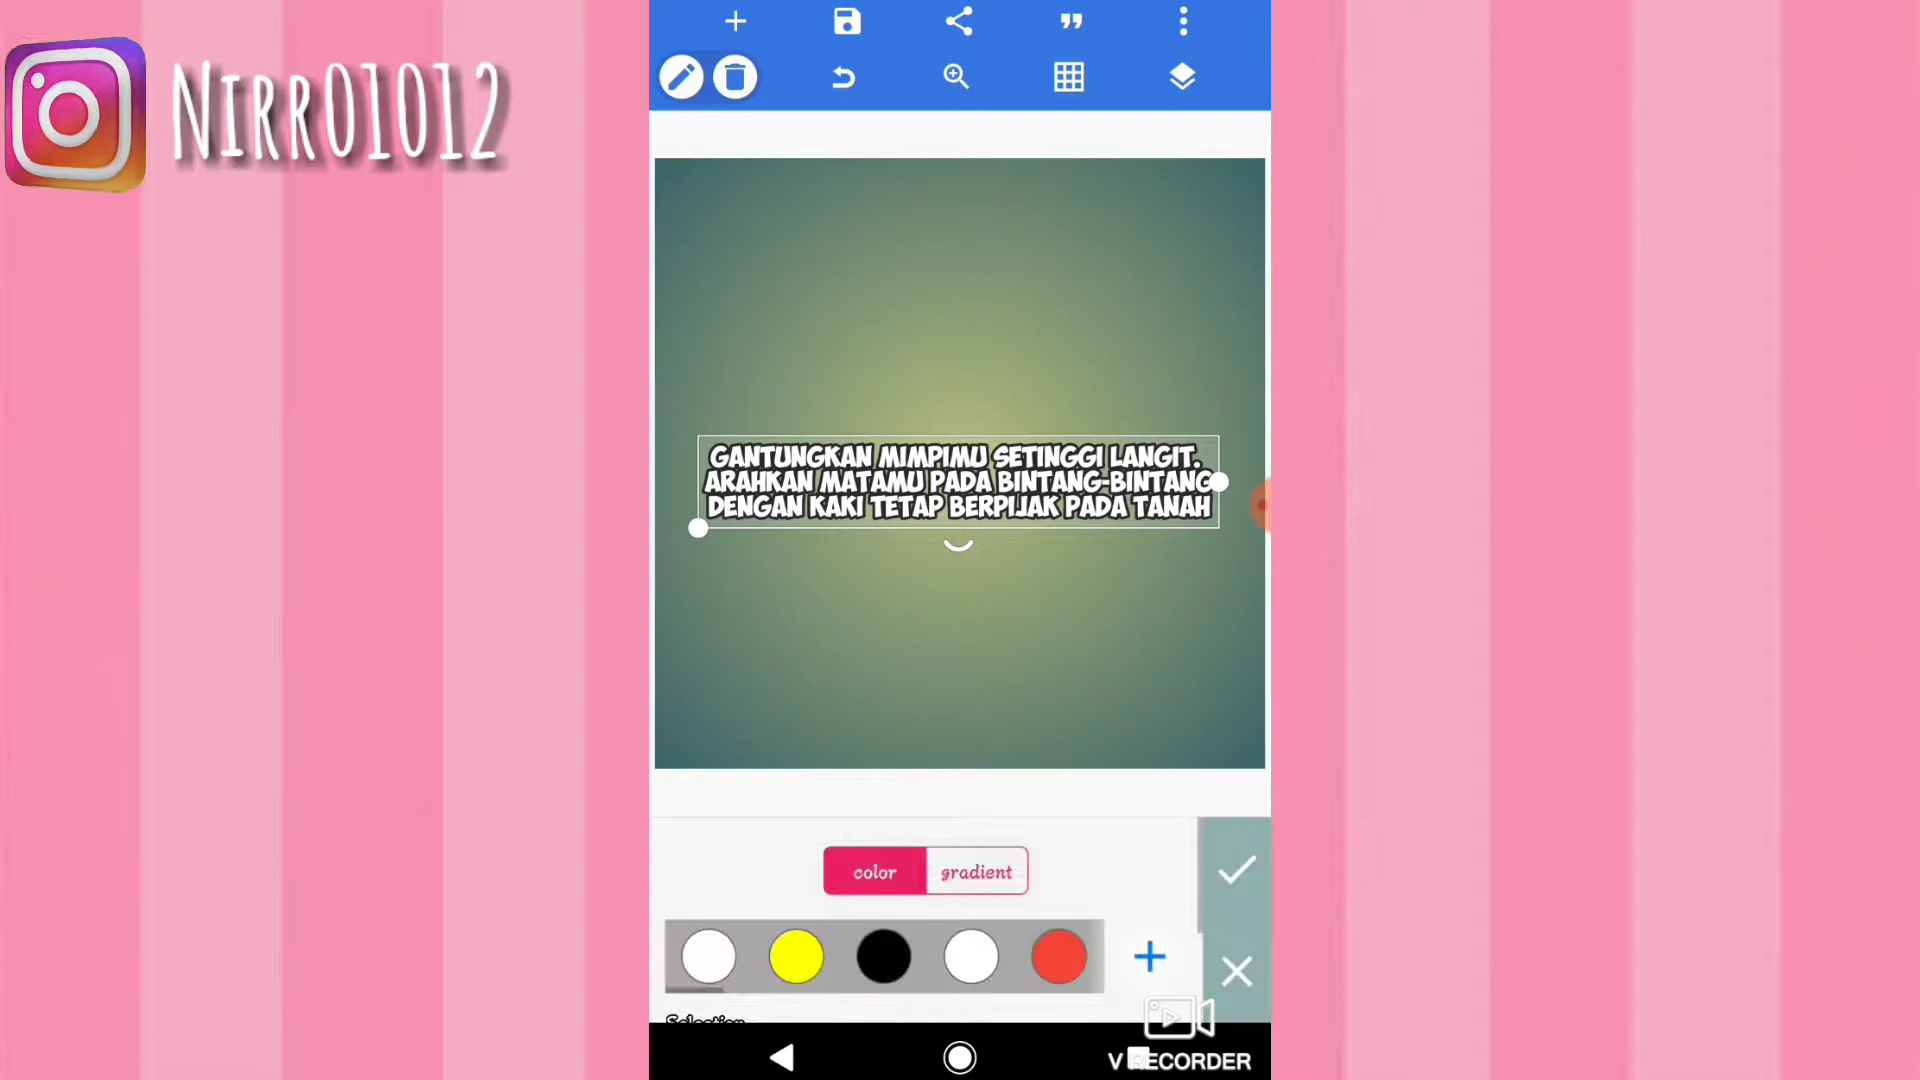 Nirr01012
GANTUNGKAN MIMPIMU SETINGGI LANGIT.
ARAHKAN MATAMU PADA BINTANG-BINTANG
DENGAN KAKI TETAP BERPIJAK PADA TANAH
color
gradient
Selection
V RECORDER